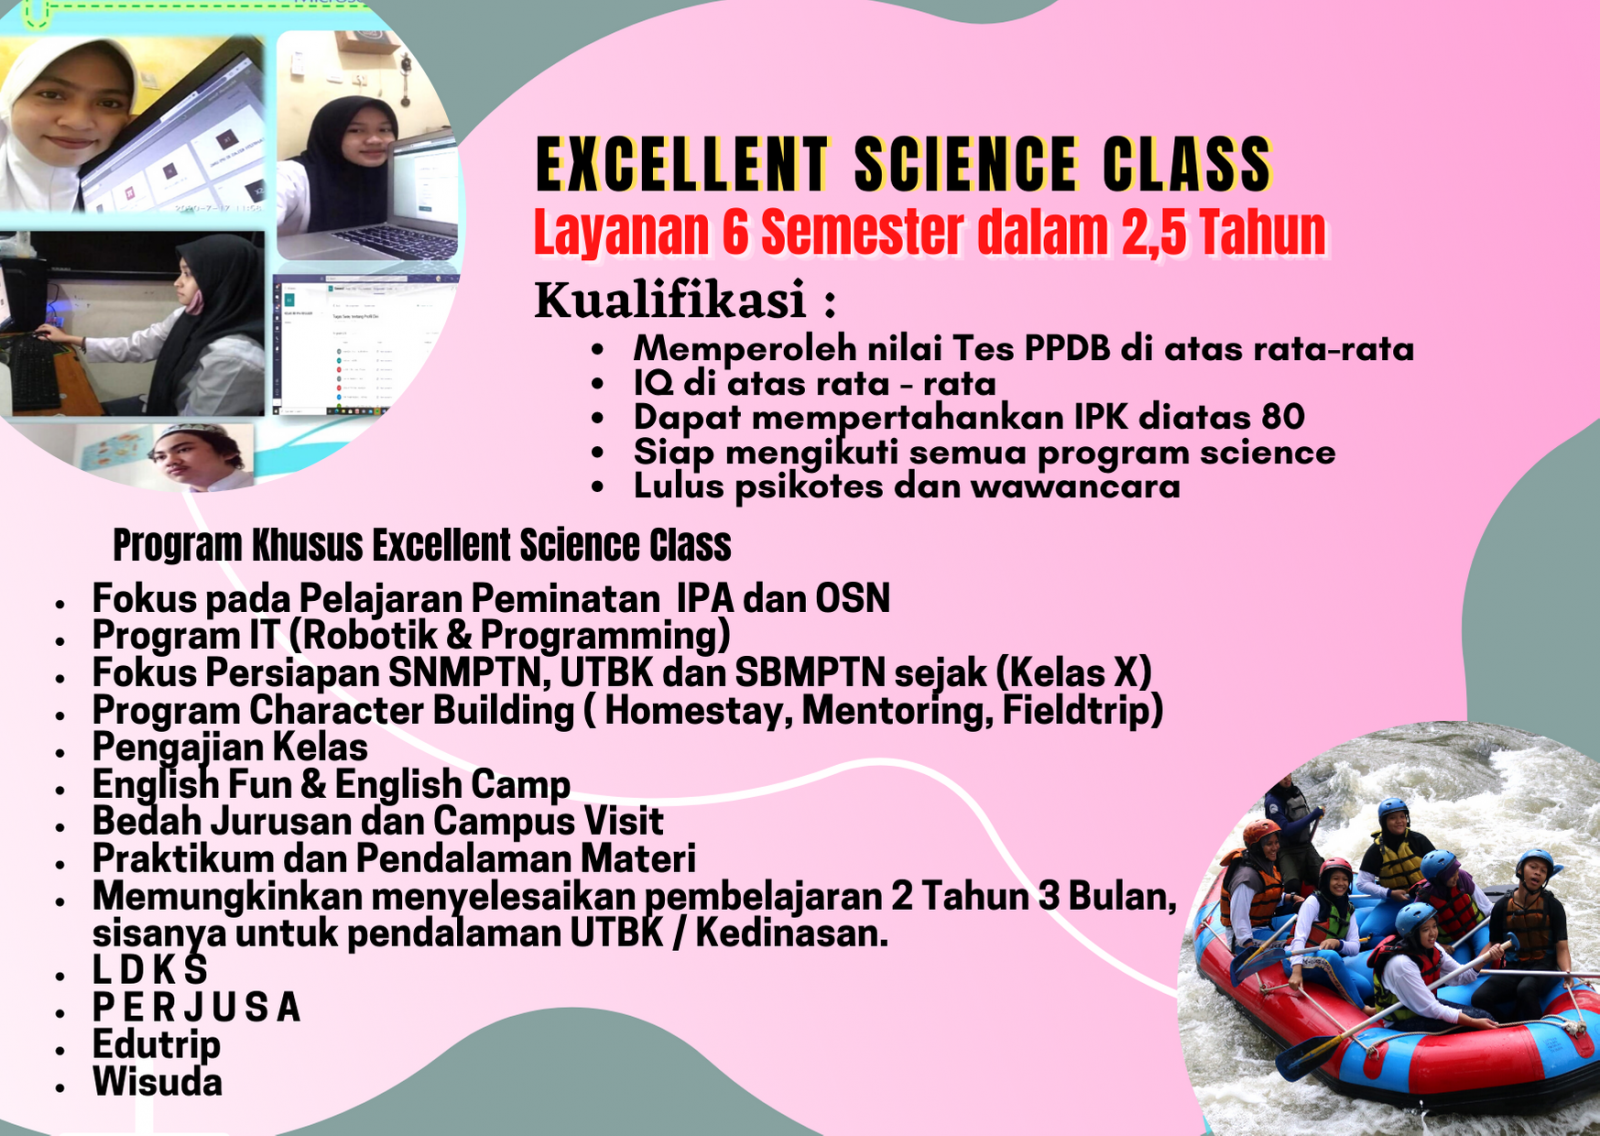 EXCELLENT SCIENCE CLASS
Layanan 6 Semester dalam 2,5 Tahun
Kualifikasi :
• Memperoleh nilai Tes PPDB di atas rata-rata
• IQ di atas rata - rata
• Dapat mempertahankan IPK diatas 80
• Siap mengikuti semua program science
• Lulus psikotes dan wawancara
Program Khusus Excellent Science Class
• Fokus pada Pelajaran Peminatan IPA dan OSN
• Program IT (Robotik & Programming)
• Fokus Persiapan SNMPTN, UTBK dan SBMPTN sejak (Kelas X)
• Program Character Building ( Homestay, Mentoring, Fieldtrip)
• Pengajian Kelas
• English Fun & English Camp
• Bedah Jurusan dan Campus Visit
• Praktikum dan Pendalaman Materi
• Memungkinkan menyelesaikan pembelajaran 2 Tahun 3 Bulan,
sisanya untuk pendalaman UTBK / Kedinasan.
• L D K S
• P E R J U S A
• Edutrip
• Wisuda